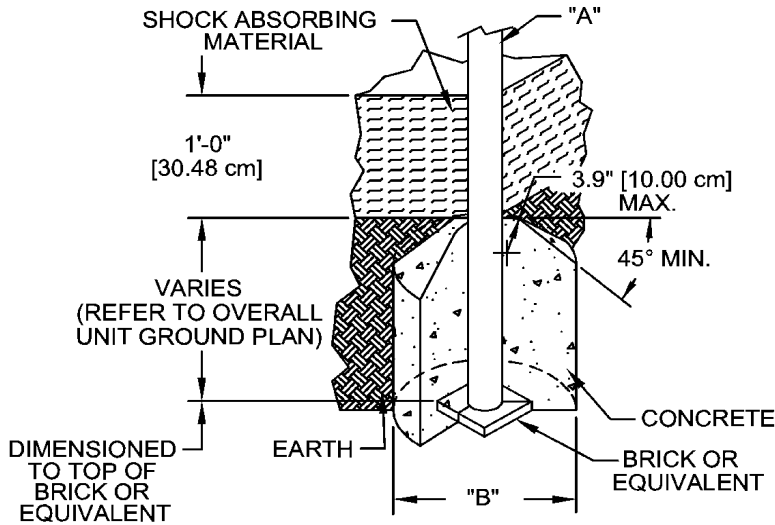 SHOCK ABSORBING
MATERIAL
"A"
1'-0"
[30.48 cm]
3.9" [10.00 cm]
MAX.
45° MIN.
VARIES
(REFER TO OVERALL
UNIT GROUND PLAN)
CONCRETE
DIMENSIONED
TO TOP OF
BRICK OR
EQUIVALENT
EARTH
BRICK OR
EQUIVALENT
"B"